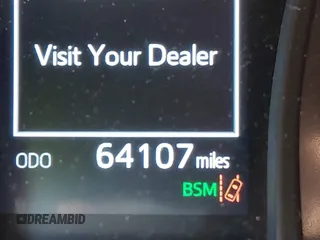 Visit Your Dealer
ODO 64107 miles
BSM
DREAMBID